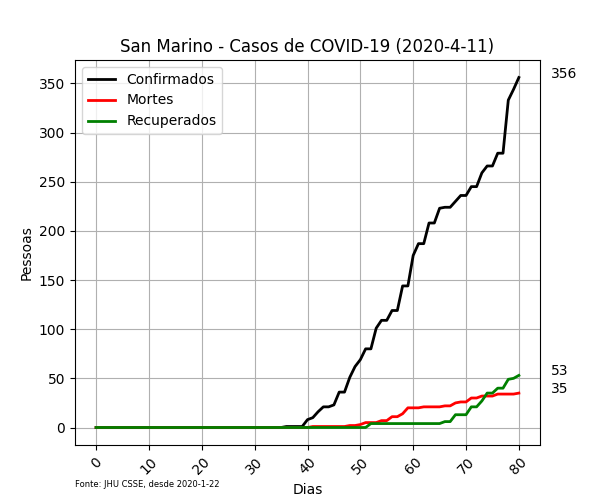 San Marino - Casos de COVID-19 (2020-4-11)
Confirmados
Mortes
Recuperados
356
350
300
250
200
150
100
50
0
53
35
Pessoas
0 10 20 30 40 50 60 70 80
Fonte: JHU CSSE, desde 2020-1-22
Dias